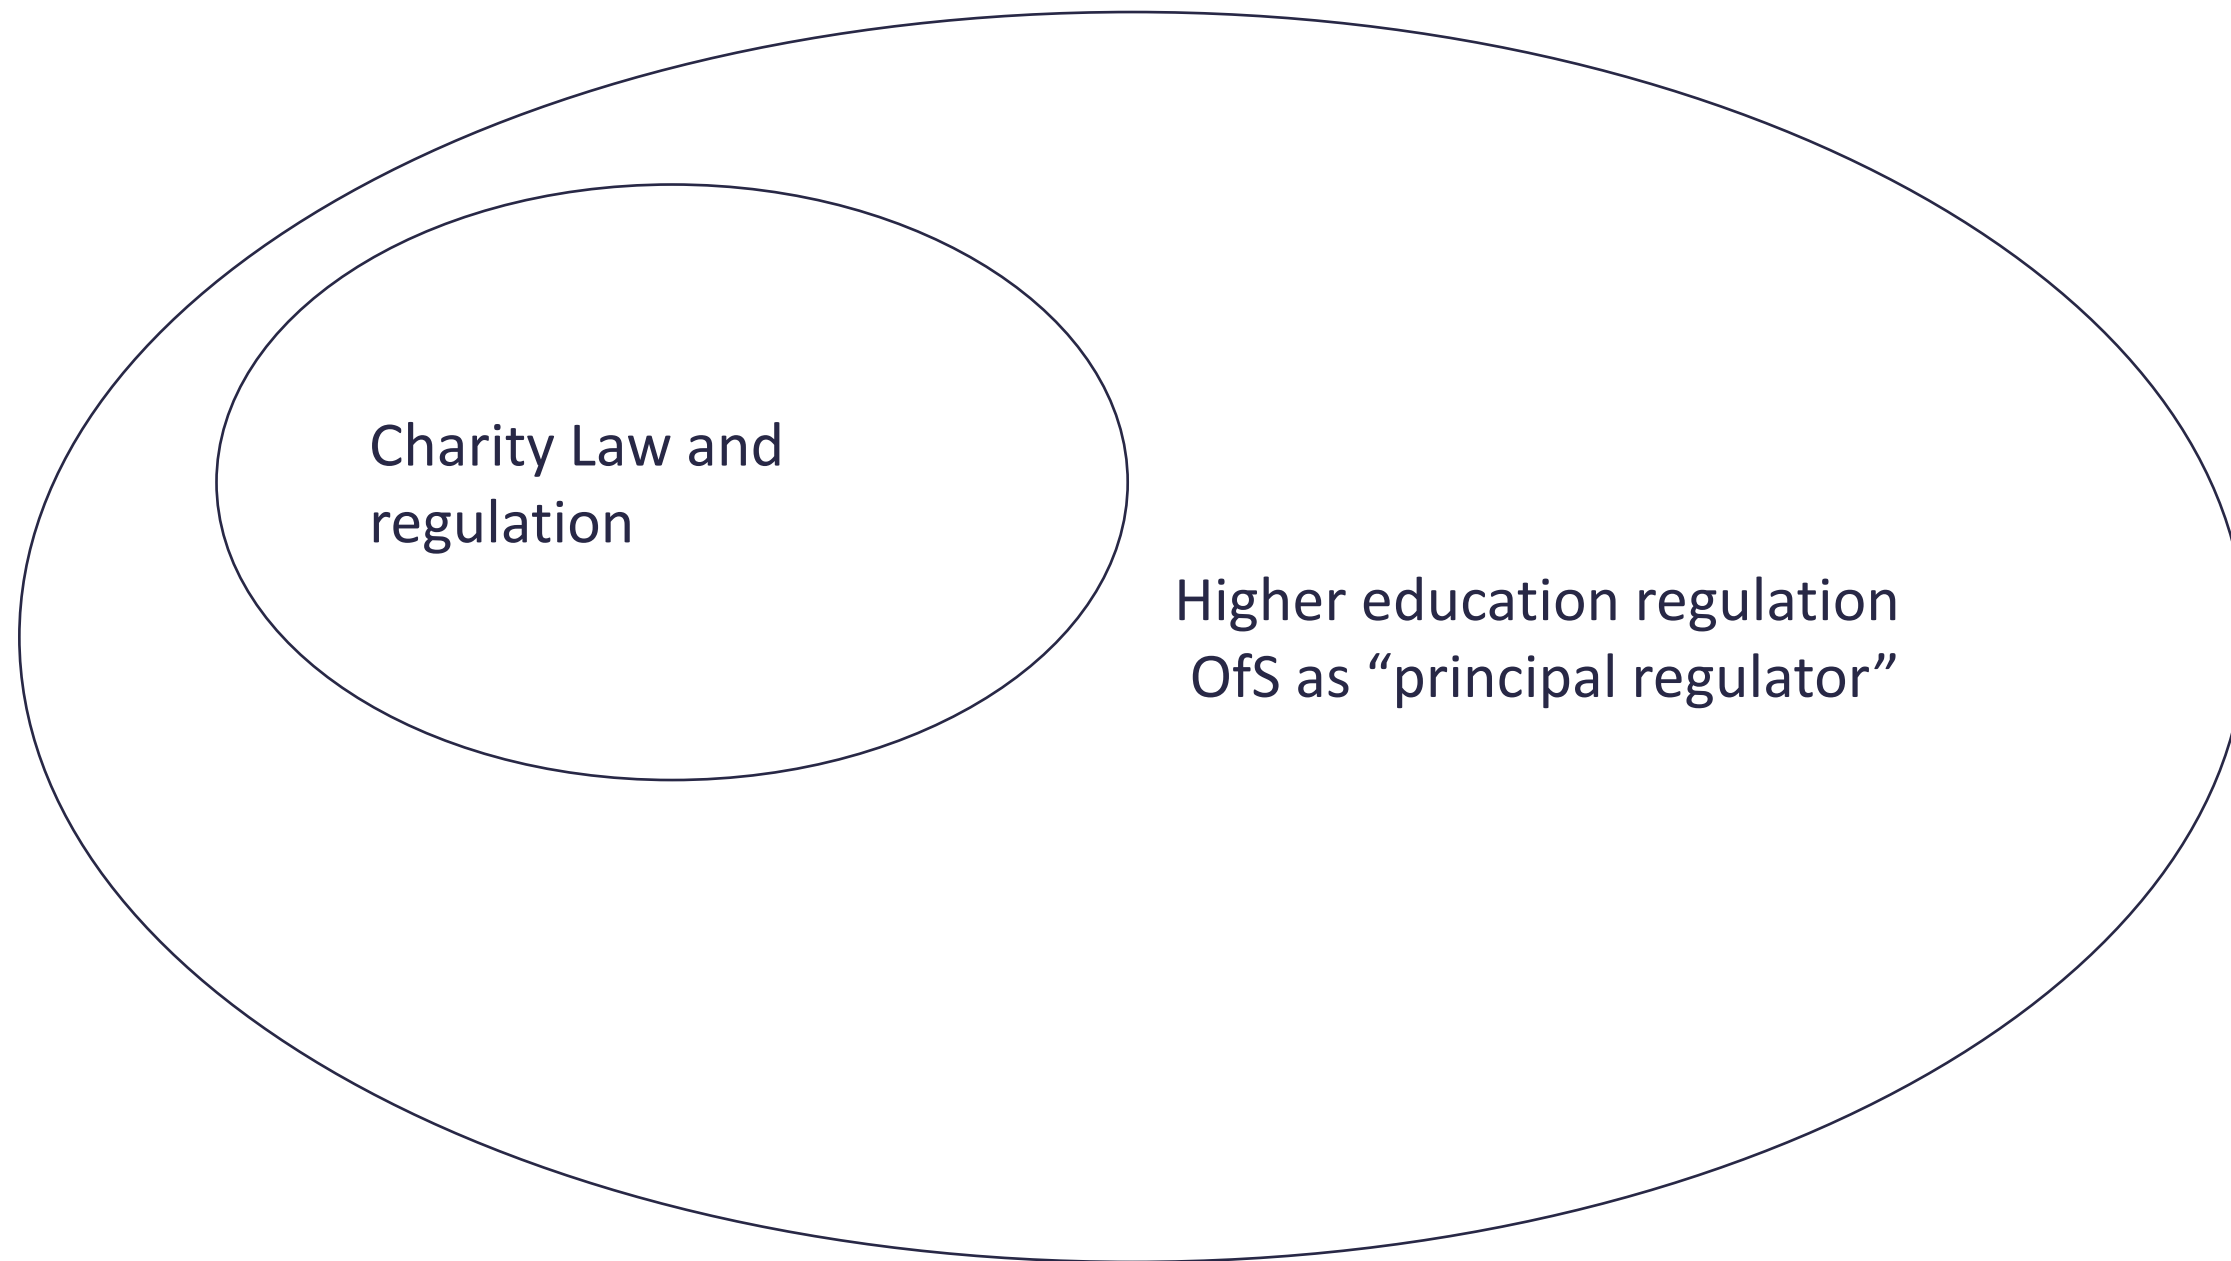 Charity Law and
regulation
Higher education regulation
OfS as “principal regulator”